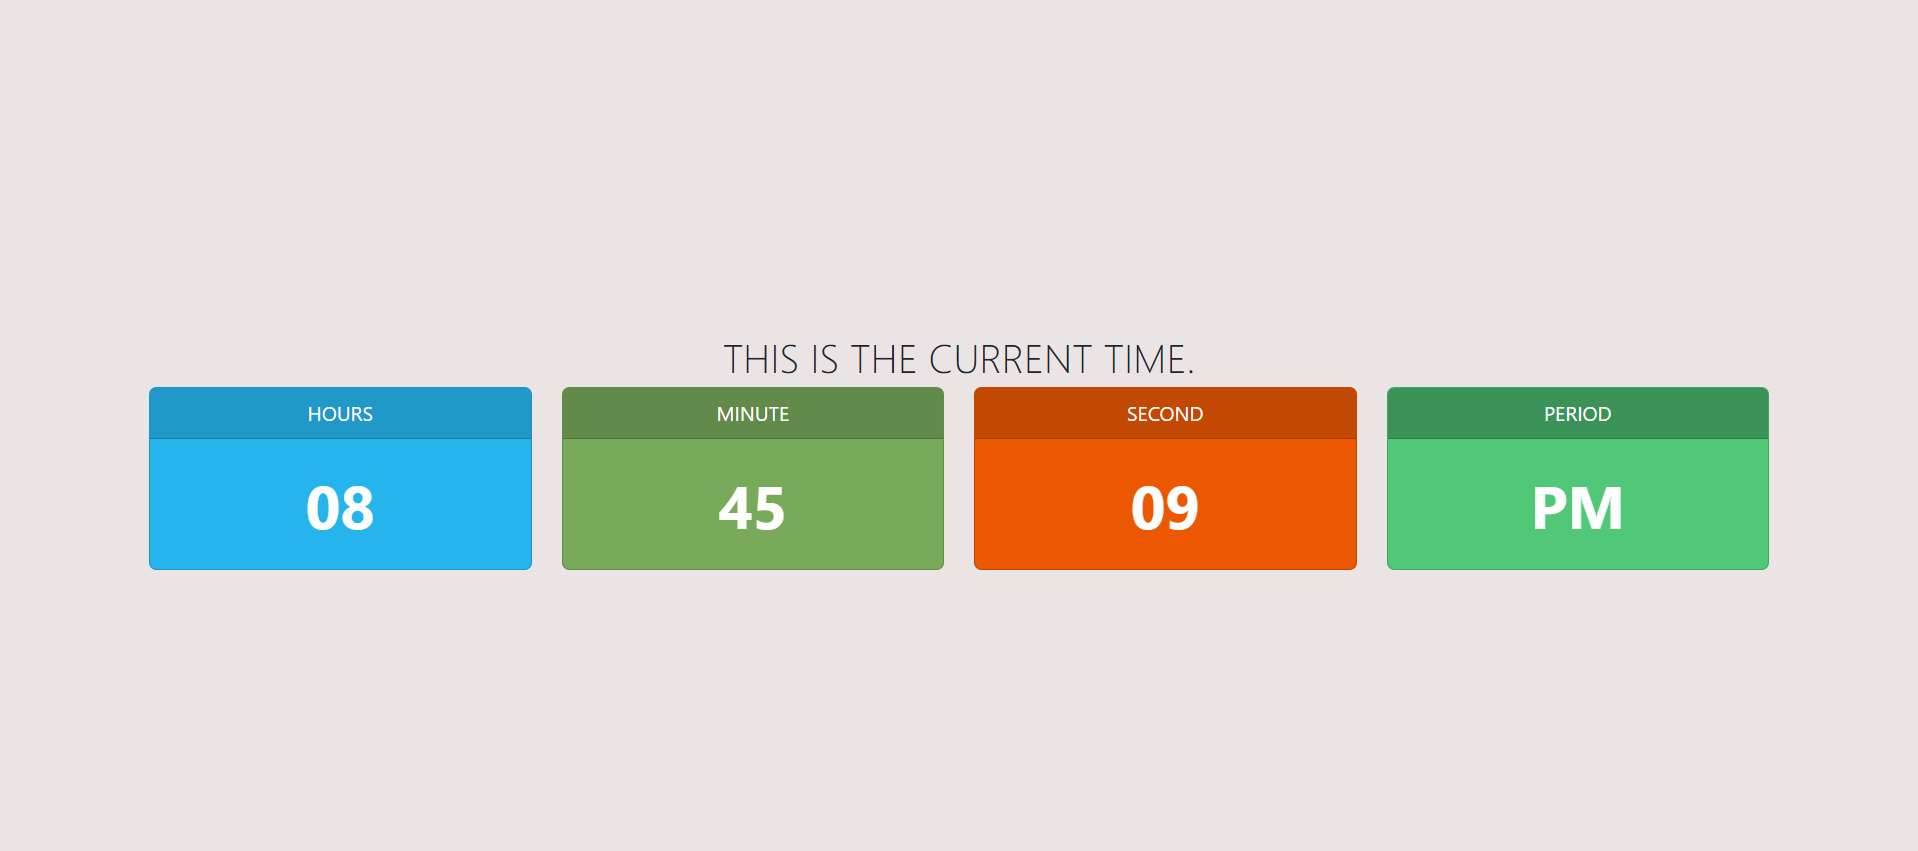 THIS IS THE CURRENT TIME.
HOURS
08
MINUTE
45
SECOND
09
PERIOD
PM